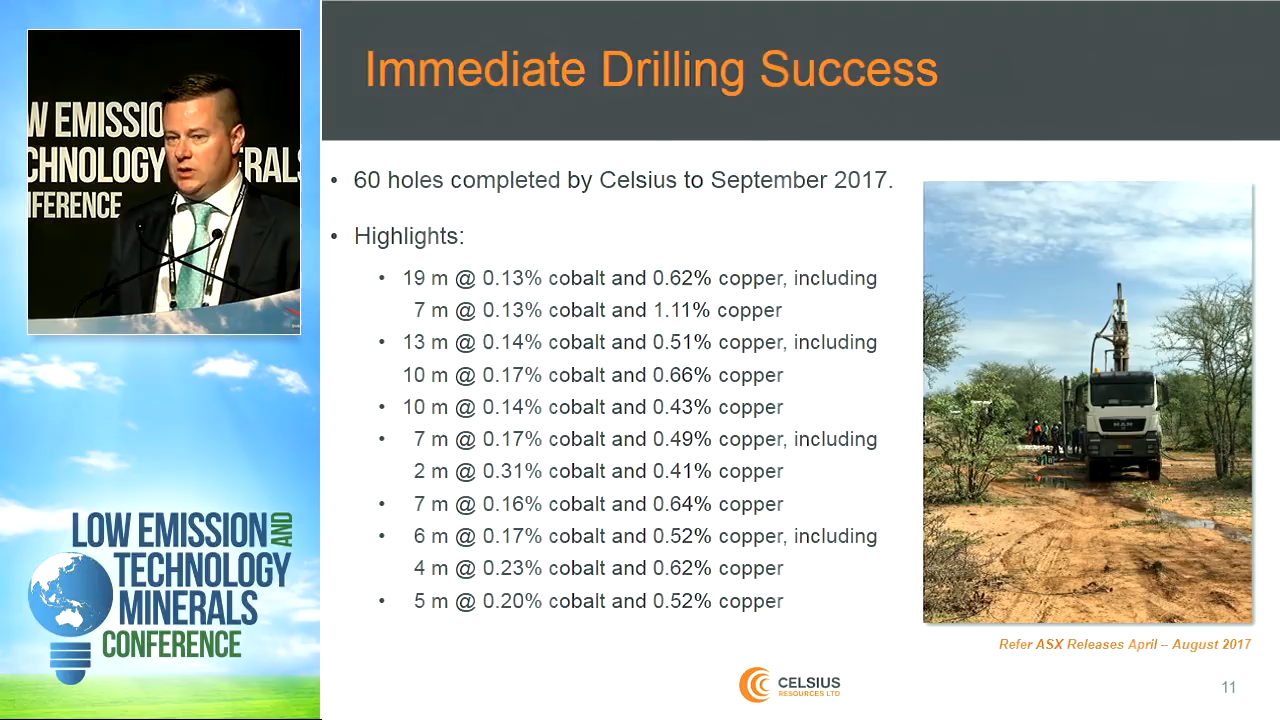 W EMISSIO
CHNOLOGY
ERALS
FERENCE
LOW EMISSION AND
TECHNOLOGY
MINERALS
CONFERENCE
Immediate Drilling Success
• 60 holes completed by Celsius to September 2017.
• Highlights:
• 19 m @ 0.13% cobalt and 0.62% copper, including
7 m @ 0.13% cobalt and 1.11% copper
• 13 m @ 0.14% cobalt and 0.51% copper, including
10 m @ 0.17% cobalt and 0.66% copper
• 10 m @ 0.14% cobalt and 0.43% copper
• 7 m @ 0.17% cobalt and 0.49% copper, including
2 m @ 0.31% cobalt and 0.41% copper
• 7 m @ 0.16% cobalt and 0.64% copper
• 6 m @ 0.17% cobalt and 0.52% copper, including
4 m @ 0.23% cobalt and 0.62% copper
• 5 m @ 0.20% cobalt and 0.52% copper
MAN
Refer ASX Releases April – August 2017
CELSIUS
RESOURCES LTD
11